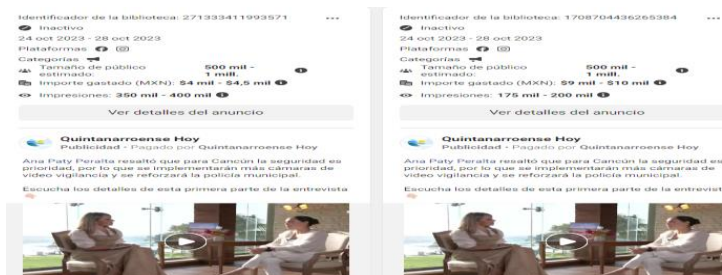 Identificador de la biblioteca: 271333411993571
Inactivo
24 oct 2023 - 28 oct 2023
Plataformas
Categorías
Tamaño de público estimado:
500 mil - 1 mill.
Importe gastado (MXN): $4 mil - $4,5 mil
Impresiones: 350 mil - 400 mil
Ver detalles del anuncio
Quintanarroense Hoy
Publicidad • Pagado por Quintanarroense Hoy
Ana Paty Peralta resaltó que para Cancún la seguridad es
prioridad, por lo que se implementarán más cámaras de
video vigilancia y se reforzará la policía municipal.
Escucha los detalles de esta primera parte de la entrevista
Identificador de la biblioteca: 1708704436265384
Inactivo
24 oct 2023 - 28 oct 2023
Plataformas
Categorías
Tamaño de público estimado:
500 mil - 1 mill.
Importe gastado (MXN): $9 mil - $10 mil
Impresiones: 175 mil - 200 mil
Ver detalles del anuncio
Quintanarroense Hoy
Publicidad • Pagado por Quintanarroense Hoy
Ana Paty Peralta resaltó que para Cancún la seguridad es
prioridad, por lo que se implementarán más cámaras de
video vigilancia y se reforzará la policía municipal.
Escucha los detalles de esta primera parte de la entrevist